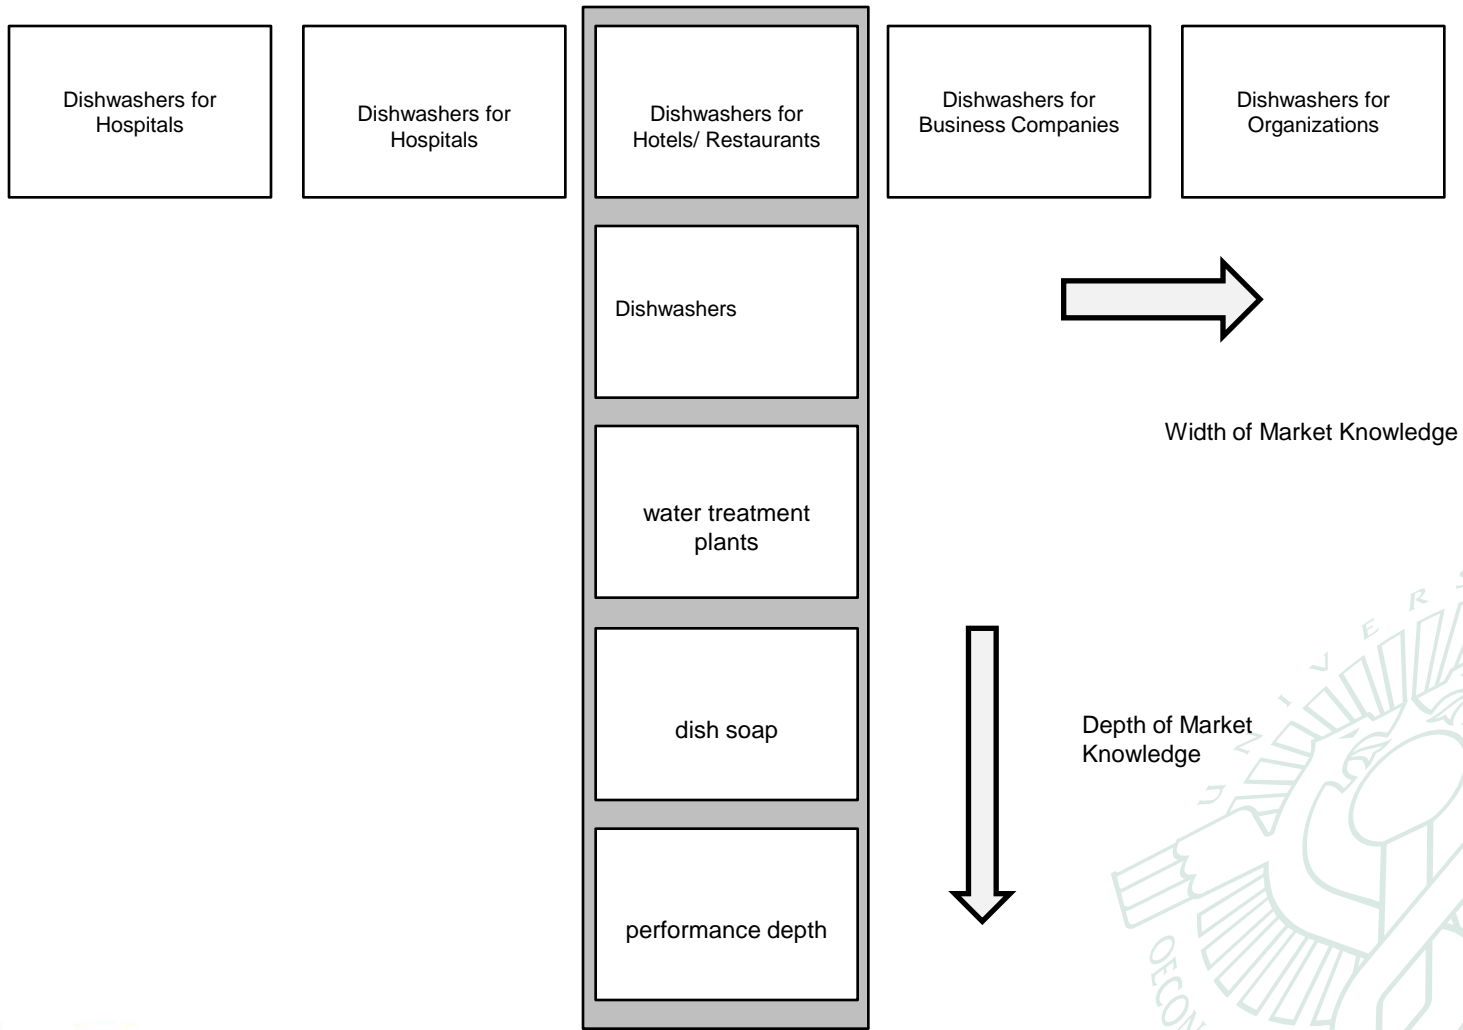 Dishwashers for
Hospitals
Dishwashers for
Hospitals
Dishwashers for
Hotels/ Restaurants
Dishwashers for
Business Companies
Dishwashers for
Organizations
Dishwashers
Width of Market Knowledge
water treatment
plants
dish soap
Depth of Market
Knowledge
performance depth